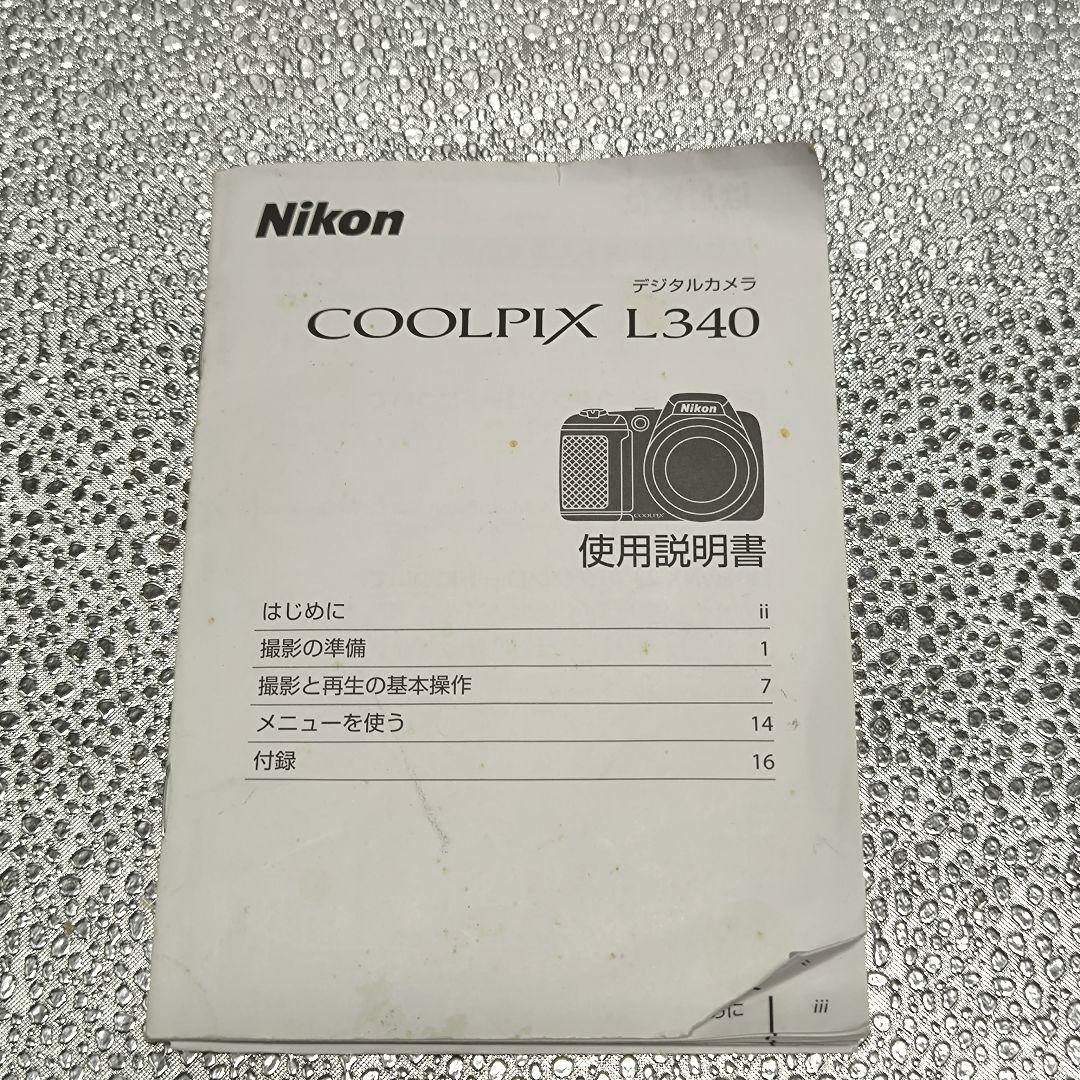 Nikon
デジタルカメラ
COOLPIX L340
Nikon
COOLPIX
使用説明書
はじめに ii
撮影の準備 1
撮影と再生の基本操作 7
メニューを使う 14
付録 16
に iii